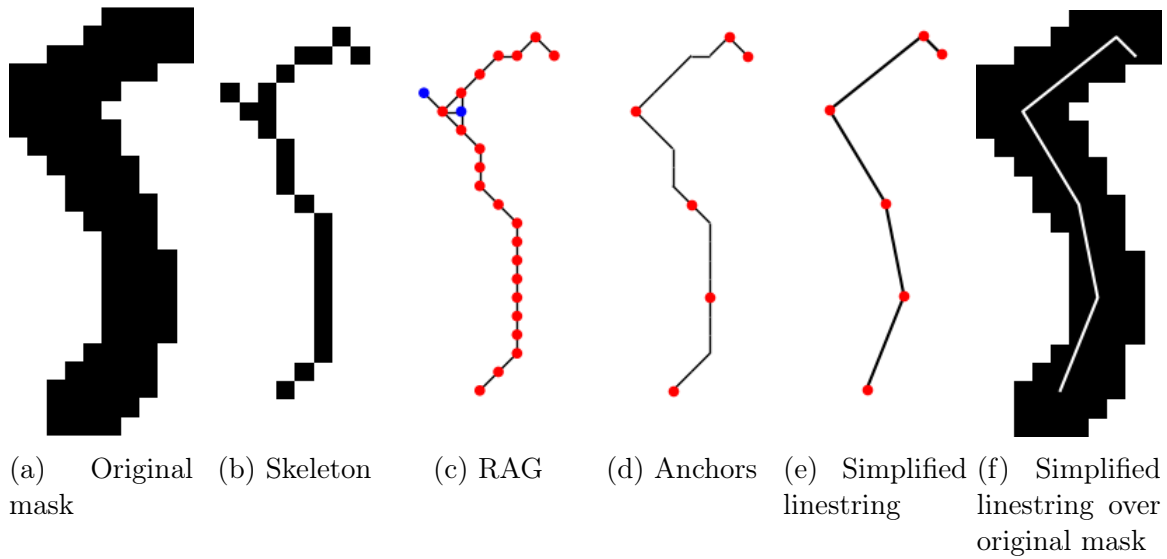 (a) Original mask
(b) Skeleton
(c) RAG
(d) Anchors
(e) Simplified linestring
(f) Simplified linestring over original mask